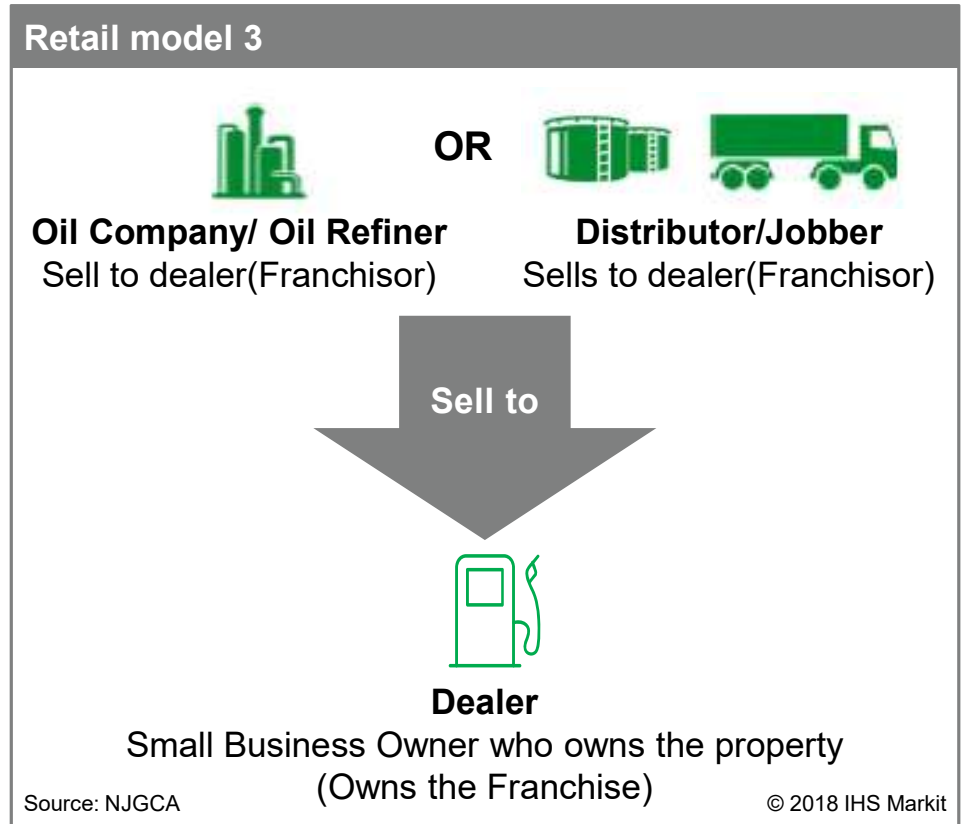 Retail model 3
OR
Oil Company/ Oil Refiner
Sell to dealer(Franchisor)
Distributor/Jobber
Sells to dealer(Franchisor)
Sell to
Dealer
Small Business Owner who owns the property
(Owns the Franchise)
Source: NJGCA
© 2018 IHS Markit